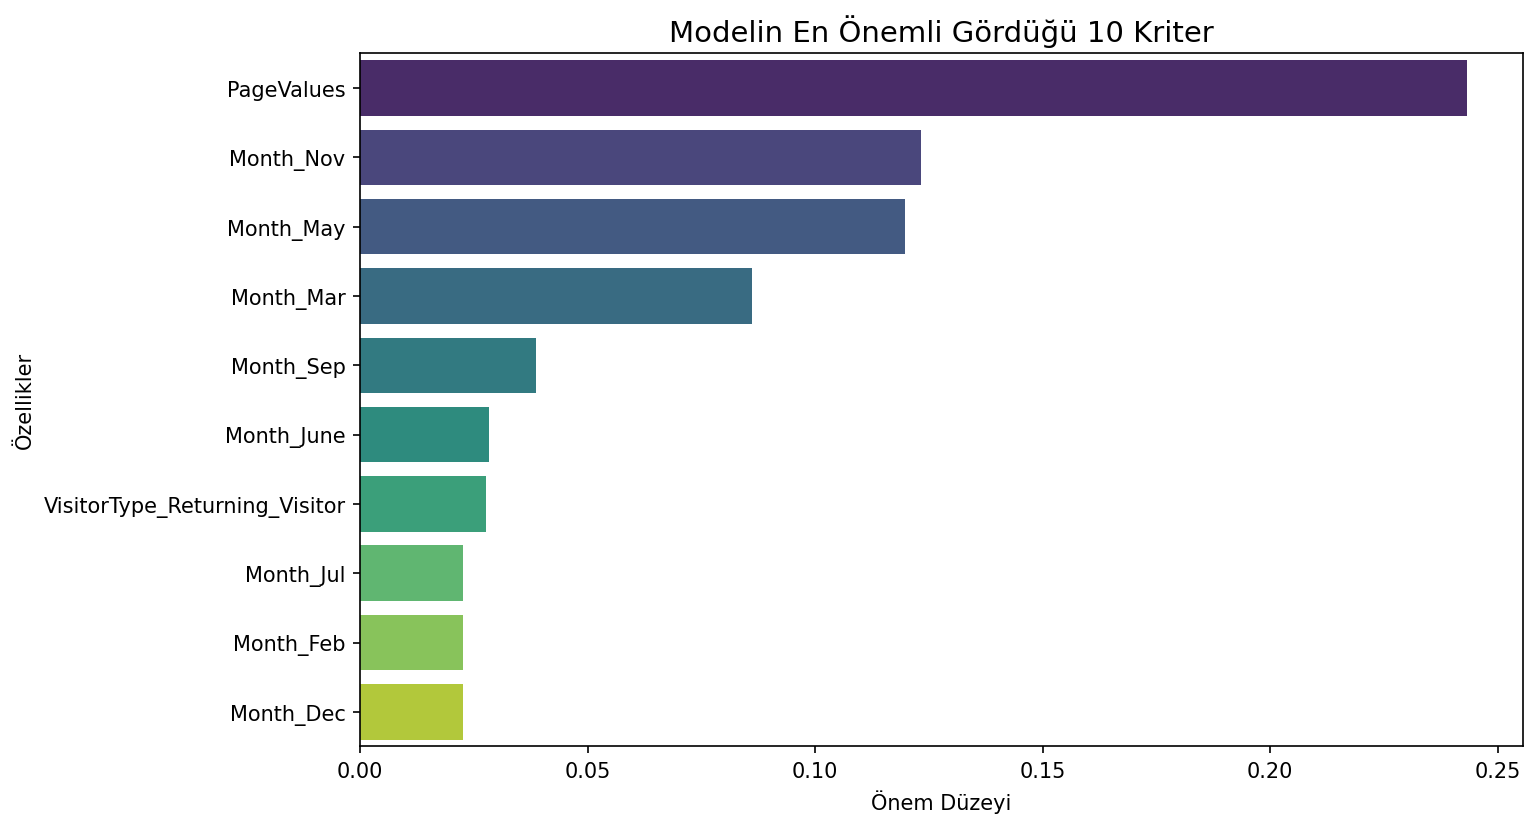 Modelin En Önemli Gördüğü 10 Kriter
PageValues
Month_Nov
Month_May
Month_Mar
Month_Sep
Month_June
VisitorType_Returning_Visitor
Month_Jul
Month_Feb
Month_Dec
Özellikler
0.00 0.05 0.10 0.15 0.20 0.25
Önem Düzeyi